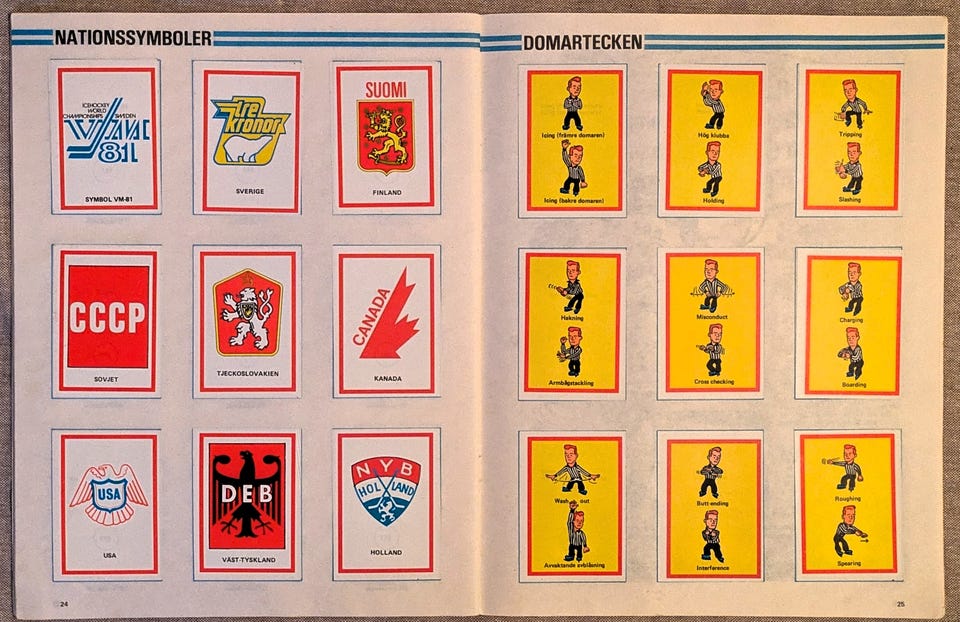 NATIONSSYMBOLER
ICEHOCKEY
WORLD
CHAMPIONSHIPS SWEDEN
VM
81
SYMBOL VM-81
tre
kronor
SVERIGE
SUOMI
FINLAND
CCCP
SOVJET
TJECKOSLOVAKIEN
CANADA
KANADA
USA
USA
DEB
VÄST-TYSKLAND
NYB
HOLLAND
HOLLAND
24
DOMARTECKEN
Icing (främre domaren)
Icing (bakre domaren)
Hög klubba
Holding
Tripping
Slashing
Hakning
Armbågstackling
Misconduct
Cross checking
Charging
Boarding
Wash out
Avvaktande avblåsning
Butt-ending
Interference
Roughing
Spearing
25